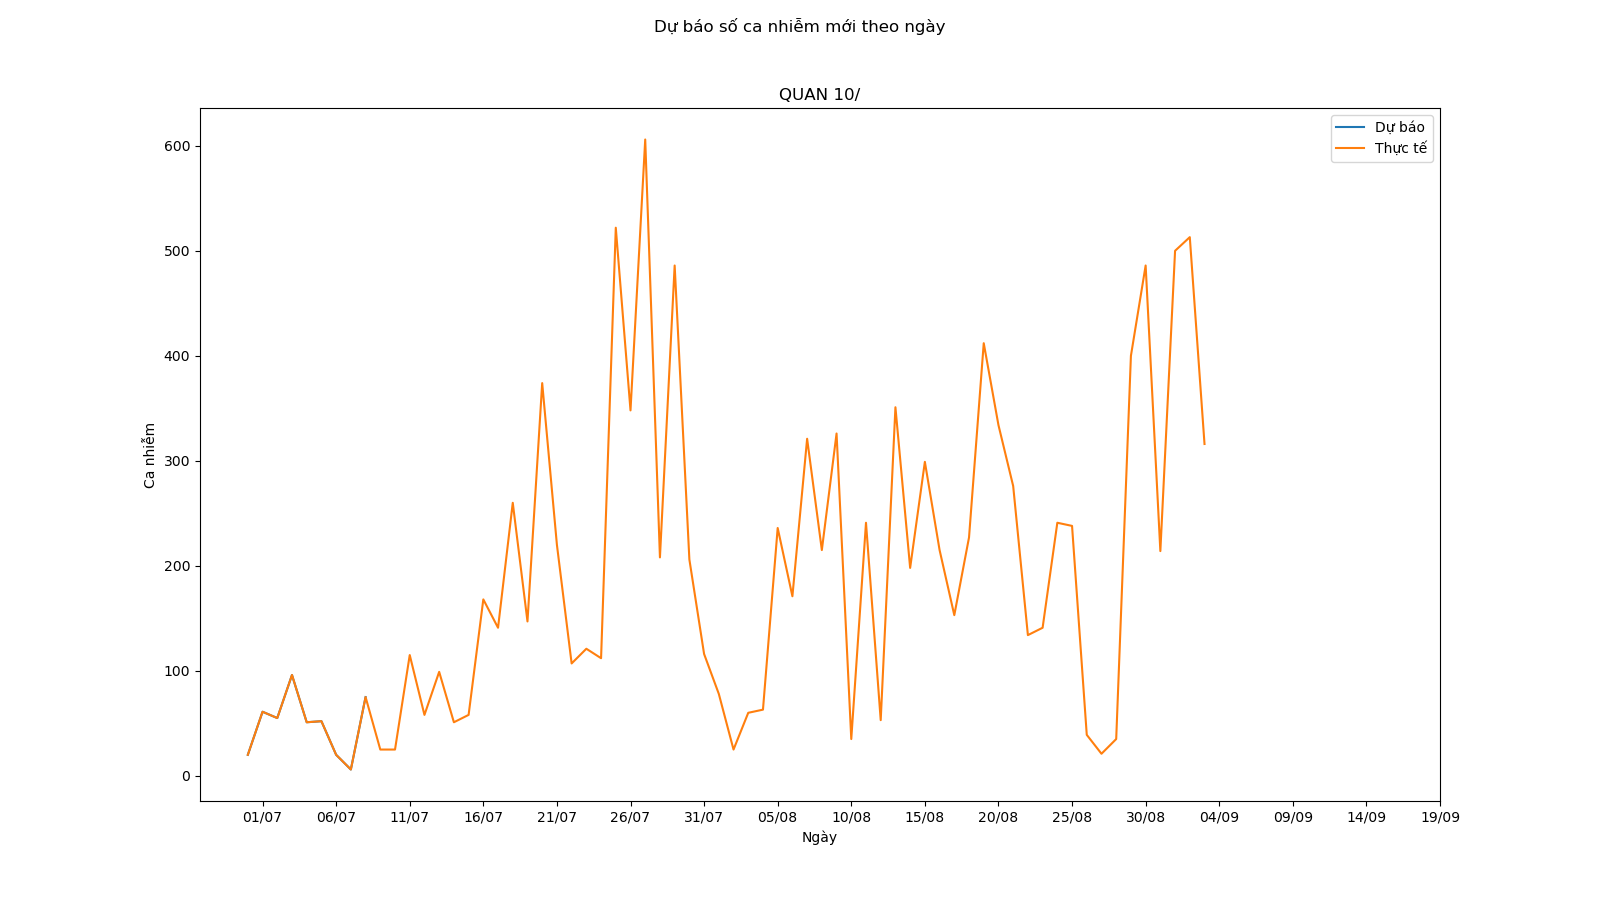 Dự báo số ca nhiễm mới theo ngày
QUAN 10/
Dự báo
Thực tế
600
500
400
300
200
100
0
Ca nhiễm
01/07 06/07 11/07 16/07 21/07 26/07 31/07 05/08 10/08 15/08 20/08 25/08 30/08 04/09 09/09 14/09 19/09
Ngày